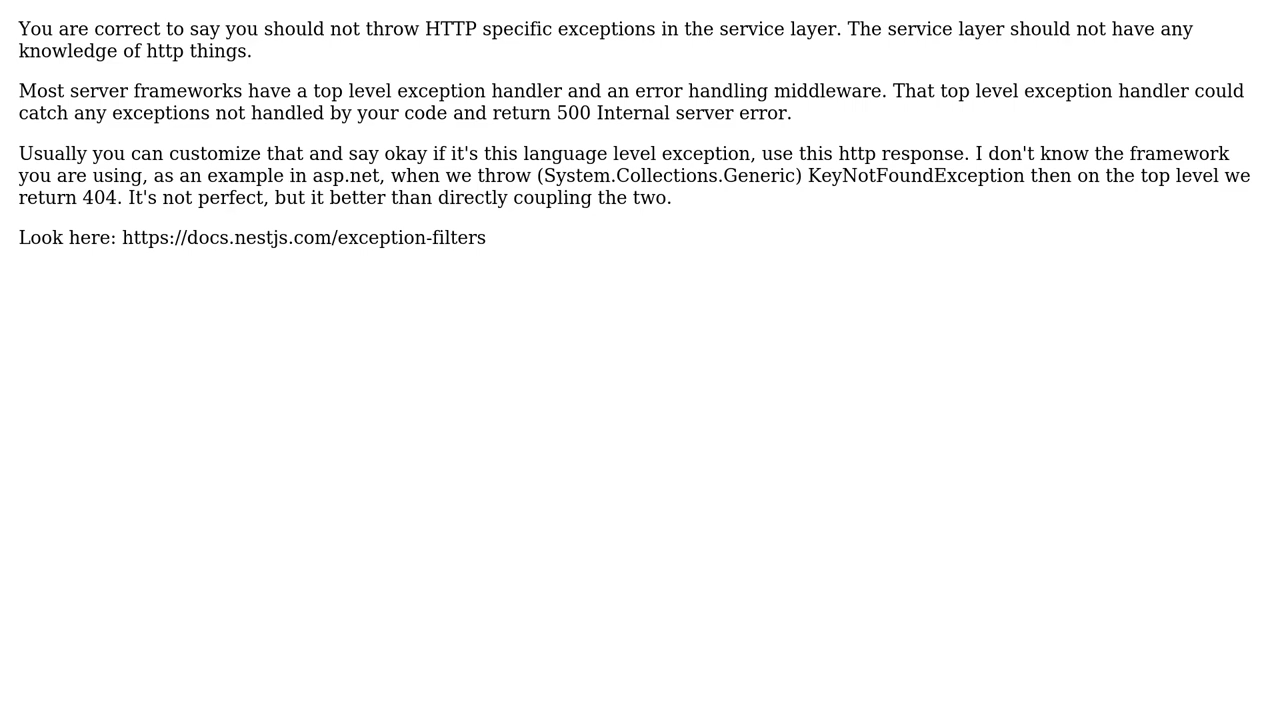 You are correct to say you should not throw HTTP specific exceptions in the service layer. The service layer should not have any
knowledge of http things.
Most server frameworks have a top level exception handler and an error handling middleware. That top level exception handler could
catch any exceptions not handled by your code and return 500 Internal server error.
Usually you can customize that and say okay if it's this language level exception, use this http response. I don't know the framework
you are using, as an example in asp.net, when we throw (System.Collections.Generic) KeyNotFoundException then on the top level we
return 404. It's not perfect, but it better than directly coupling the two.
Look here: https://docs.nestjs.com/exception-filters